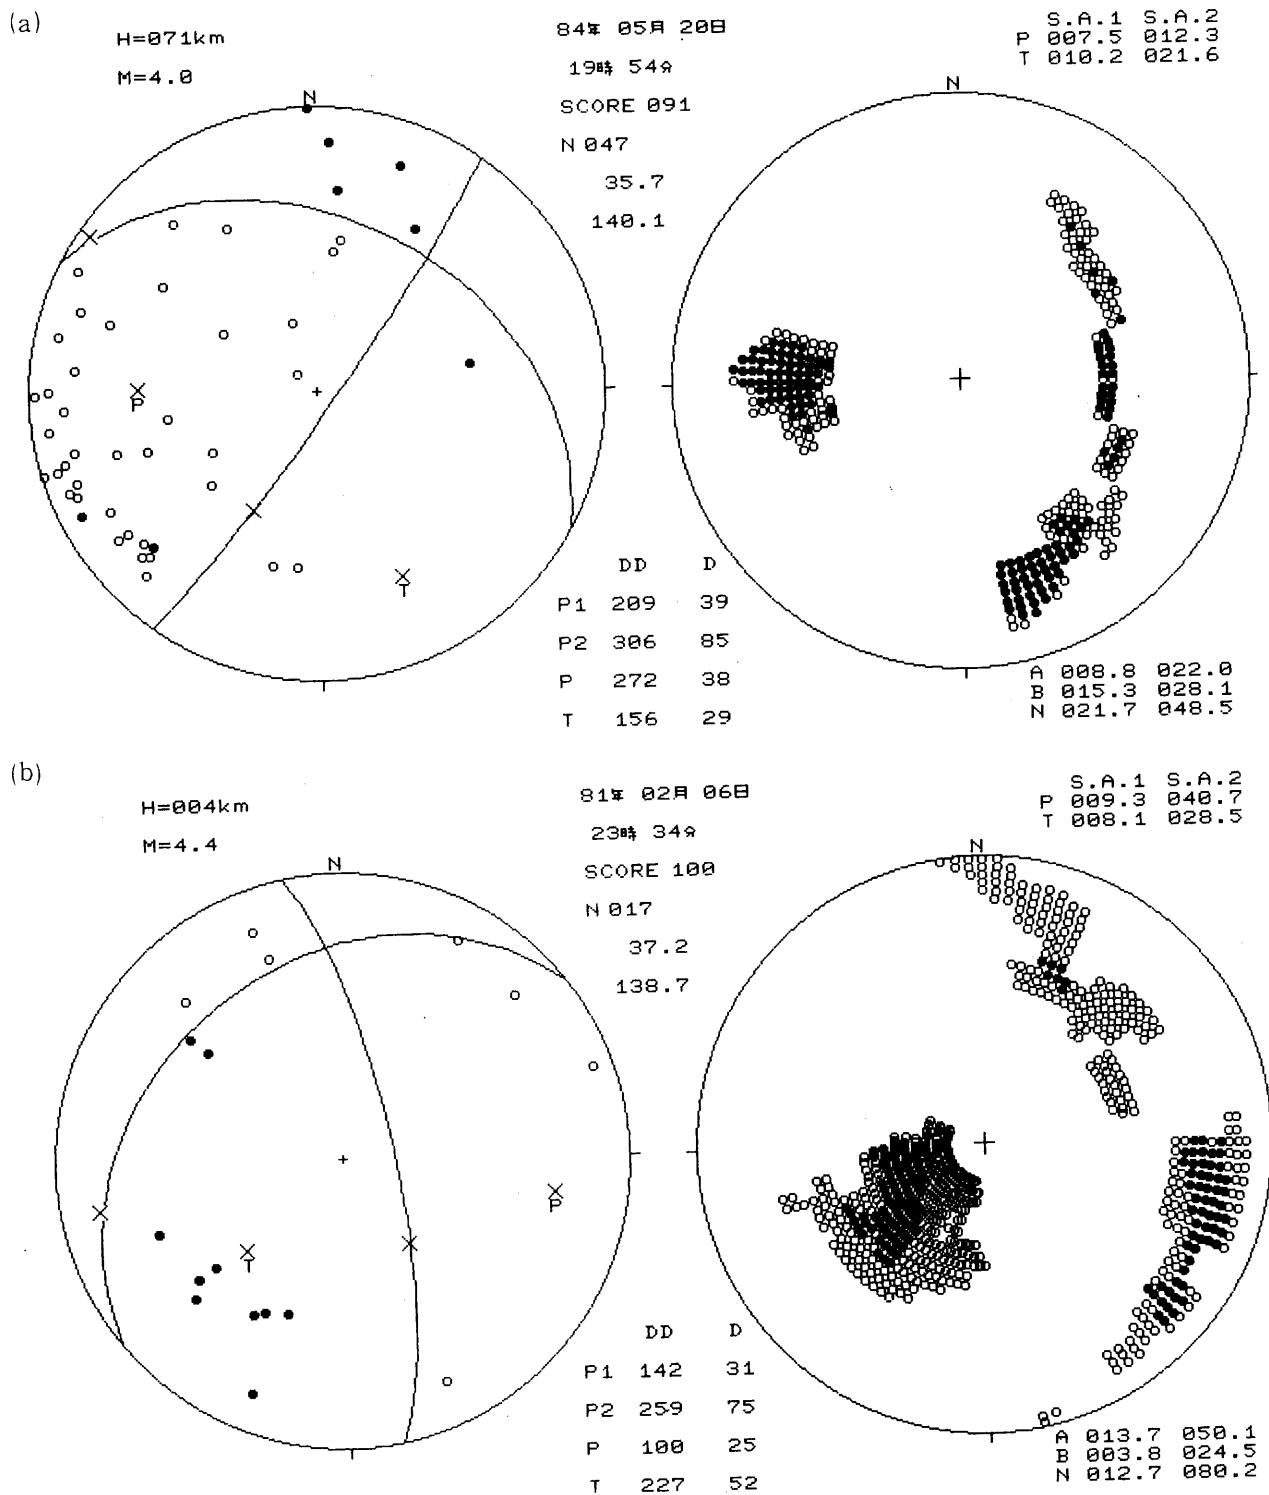 (a)
H=071km
M=4.0
84年 05月 20日
19時 54分
SCORE 091
N 047
35.7
140.1
S.A.1 S.A.2
P 007.5 012.3
T 010.2 021.6
N
N
P
T
DD D
P1 209 39
P2 306 85
P 272 38
T 156 29
A 008.8 022.0
B 015.3 028.1
N 021.7 048.5
(b)
H=004km
M=4.4
81年 02月 06日
23時 34分
SCORE 100
N 017
37.2
138.7
S.A.1 S.A.2
P 009.3 040.7
T 008.1 028.5
N
N
P
T
DD D
P1 142 31
P2 259 75
P 100 25
T 227 52
A 013.7 050.1
B 003.8 024.5
N 012.7 080.2